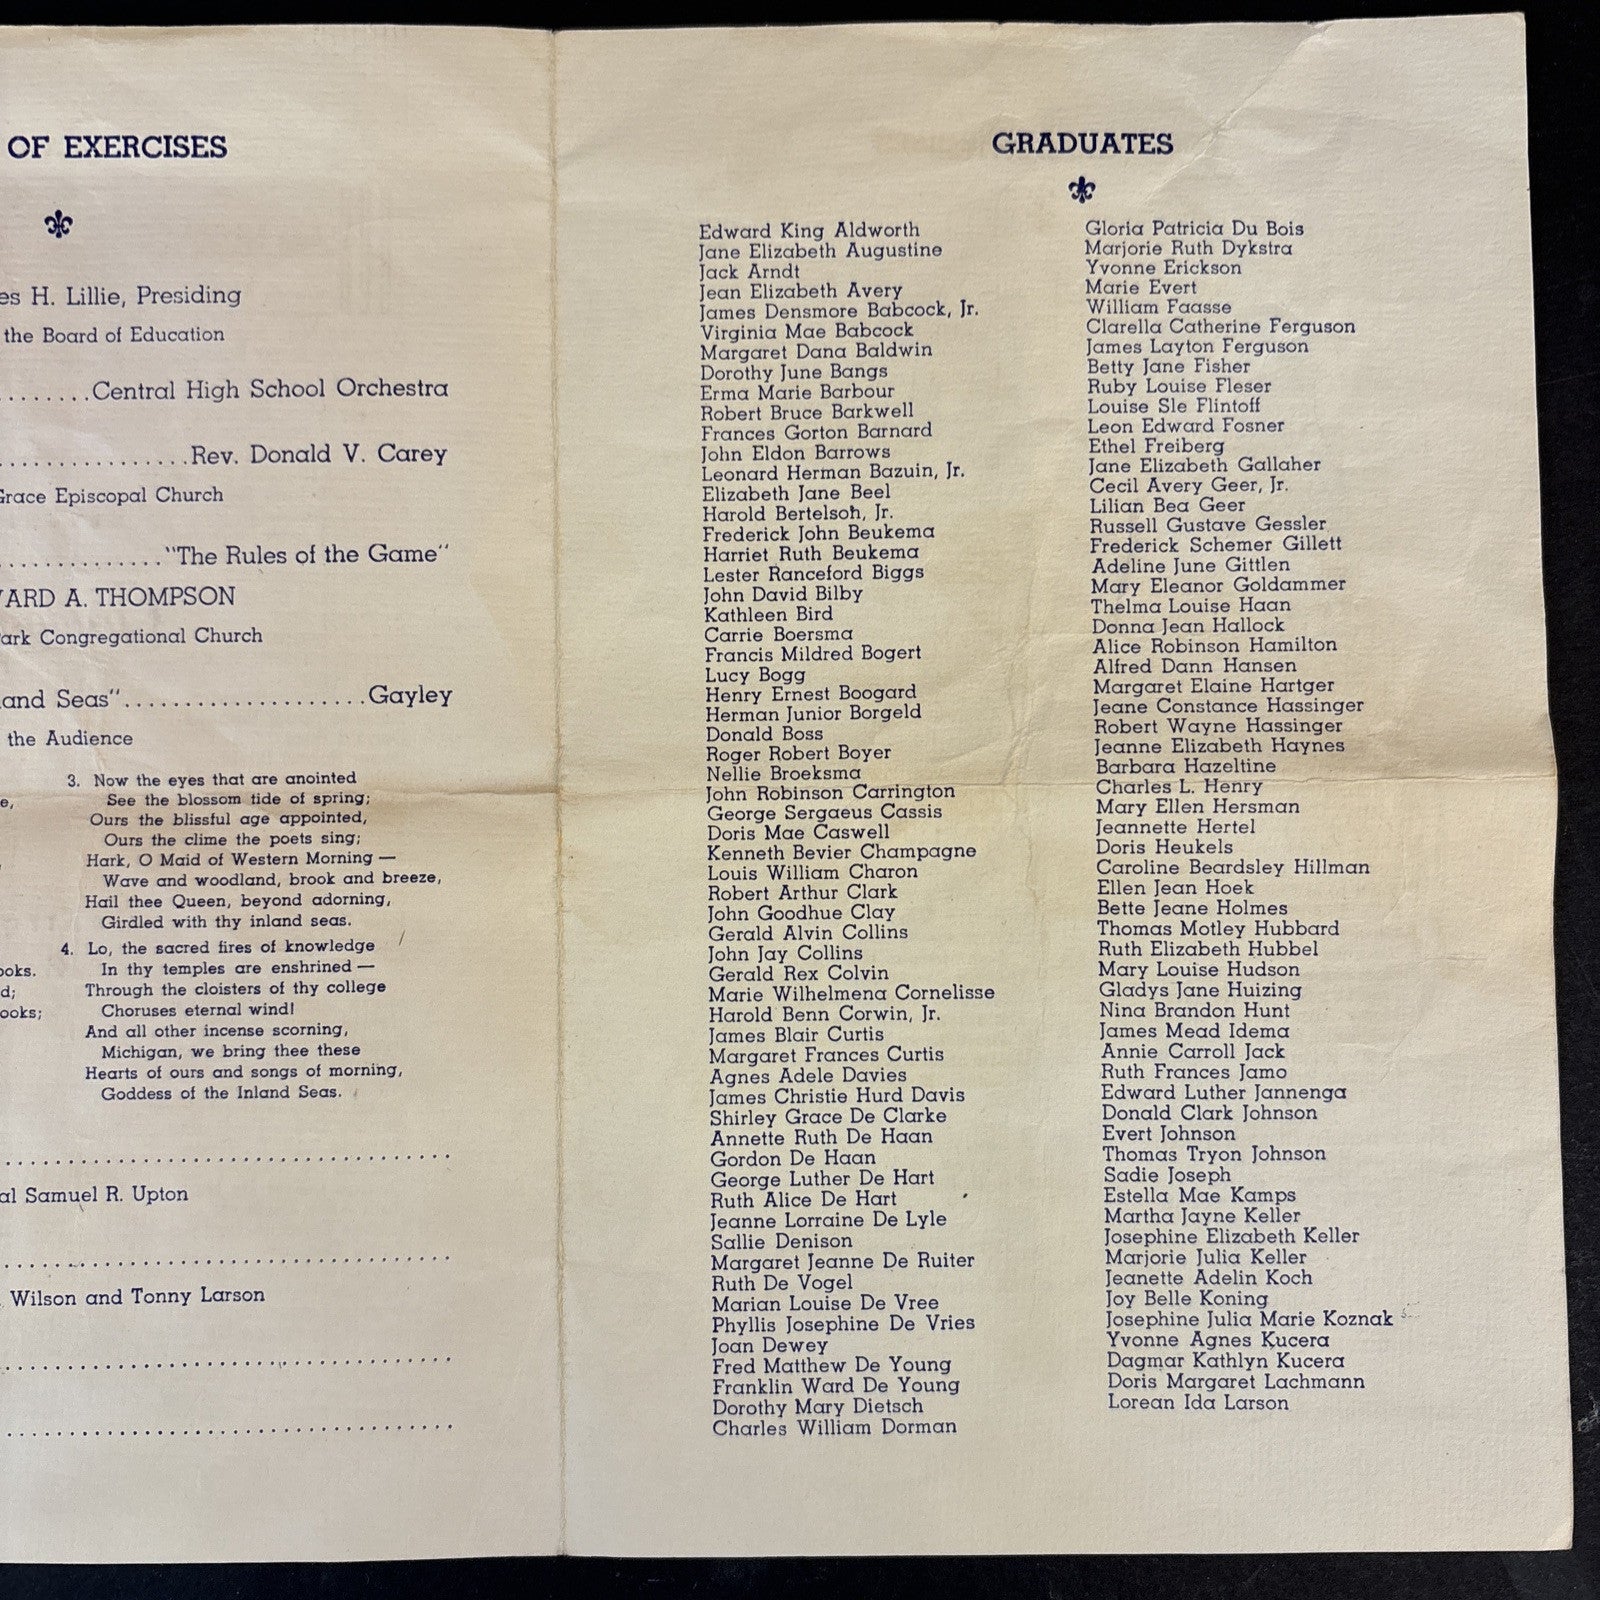 OF EXERCISES
es H. Lillie, Presiding
the Board of Education
........Central High School Orchestra
................Rev. Donald V. Carey
Grace Episcopal Church
..............."The Rules of the Game"
ARD A. THOMPSON
ark Congregational Church
and Seas"....................Gayley
the Audience
e,
3. Now the eyes that are anointed
See the blossom tide of spring;
Ours the blissful age appointed,
Ours the clime the poets sing;
Hark, O Maid of Western Morning —
Wave and woodland, brook and breeze,
Hail thee Queen, beyond adorning,
Girdled with thy inland seas.
4. Lo, the sacred fires of knowledge
ooks.
In thy temples are enshrined —
d;
Through the cloisters of thy college
ooks;
Choruses eternal wind!
And all other incense scorning,
Michigan, we bring thee these
Hearts of ours and songs of morning,
Goddess of the Inland Seas.
al Samuel R. Upton
Wilson and Tonny Larson
GRADUATES
Edward King Aldworth
Jane Elizabeth Augustine
Jack Arndt
Jean Elizabeth Avery
James Densmore Babcock, Jr.
Virginia Mae Babcock
Margaret Dana Baldwin
Dorothy June Bangs
Erma Marie Barbour
Robert Bruce Barkwell
Frances Gorton Barnard
John Eldon Barrows
Leonard Herman Bazuin, Jr.
Elizabeth Jane Beel
Harold Bertelson, Jr.
Frederick John Beukema
Harriet Ruth Beukema
Lester Ranceford Biggs
John David Bilby
Kathleen Bird
Carrie Boersma
Francis Mildred Bogert
Lucy Bogg
Henry Ernest Boogard
Herman Junior Borgeld
Donald Boss
Roger Robert Boyer
Nellie Broeksma
John Robinson Carrington
George Sergaeus Cassis
Doris Mae Caswell
Kenneth Bevier Champagne
Louis William Charon
Robert Arthur Clark
John Goodhue Clay
Gerald Alvin Collins
John Jay Collins
Gerald Rex Colvin
Marie Wilhelmena Cornelisse
Harold Benn Corwin, Jr.
James Blair Curtis
Margaret Frances Curtis
Agnes Adele Davies
James Christie Hurd Davis
Shirley Grace De Clarke
Annette Ruth De Haan
Gordon De Haan
George Luther De Hart
Ruth Alice De Hart
Jeanne Lorraine De Lyle
Sallie Denison
Margaret Jeanne De Ruiter
Ruth De Vogel
Marian Louise De Vree
Phyllis Josephine De Vries
Joan Dewey
Fred Matthew De Young
Franklin Ward De Young
Dorothy Mary Dietsch
Charles William Dorman
Gloria Patricia Du Bois
Marjorie Ruth Dykstra
Yvonne Erickson
Marie Evert
William Faasse
Clarella Catherine Ferguson
James Layton Ferguson
Betty Jane Fisher
Ruby Louise Fleser
Louise Sle Flintoff
Leon Edward Fosner
Ethel Freiberg
Jane Elizabeth Gallaher
Cecil Avery Geer, Jr.
Lilian Bea Geer
Russell Gustave Gessler
Frederick Schemer Gillett
Adeline June Gittlen
Mary Eleanor Goldammer
Thelma Louise Haan
Donna Jean Hallock
Alice Robinson Hamilton
Alfred Dann Hansen
Margaret Elaine Hartger
Jeane Constance Hassinger
Robert Wayne Hassinger
Jeanne Elizabeth Haynes
Barbara Hazeltine
Charles L. Henry
Mary Ellen Hersman
Jeannette Hertel
Doris Heukels
Caroline Beardsley Hillman
Ellen Jean Hoek
Bette Jeane Holmes
Thomas Motley Hubbard
Ruth Elizabeth Hubbel
Mary Louise Hudson
Gladys Jane Huizing
Nina Brandon Hunt
James Mead Idema
Annie Carroll Jack
Ruth Frances Jamo
Edward Luther Jannenga
Donald Clark Johnson
Evert Johnson
Thomas Tryon Johnson
Sadie Joseph
Estella Mae Kamps
Martha Jayne Keller
Josephine Elizabeth Keller
Marjorie Julia Keller
Jeanette Adelin Koch
Joy Belle Koning
Josephine Julia Marie Koznak
Yvonne Agnes Kucera
Dagmar Kathlyn Kucera
Doris Margaret Lachmann
Lorean Ida Larson